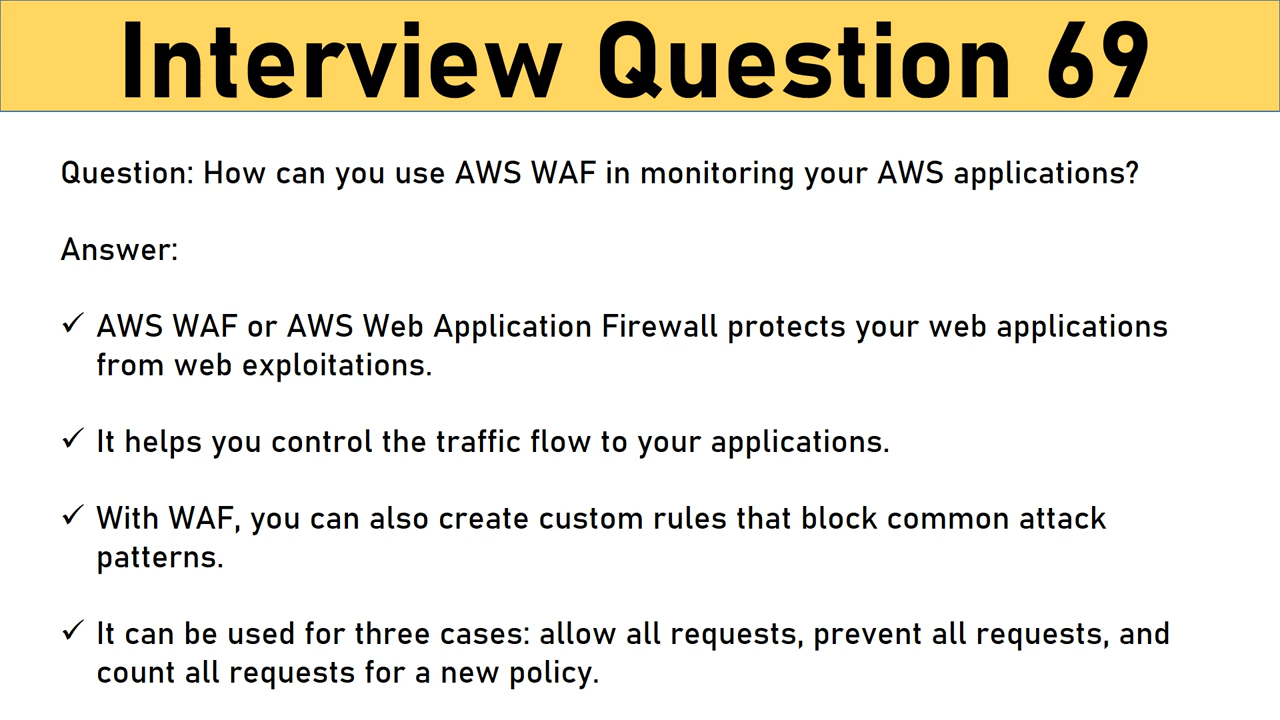 Interview Question 69
Question: How can you use AWS WAF in monitoring your AWS applications?
Answer:
✓ AWS WAF or AWS Web Application Firewall protects your web applications
from web exploitations.
✓ It helps you control the traffic flow to your applications.
✓ With WAF, you can also create custom rules that block common attack
patterns.
✓ It can be used for three cases: allow all requests, prevent all requests, and
count all requests for a new policy.